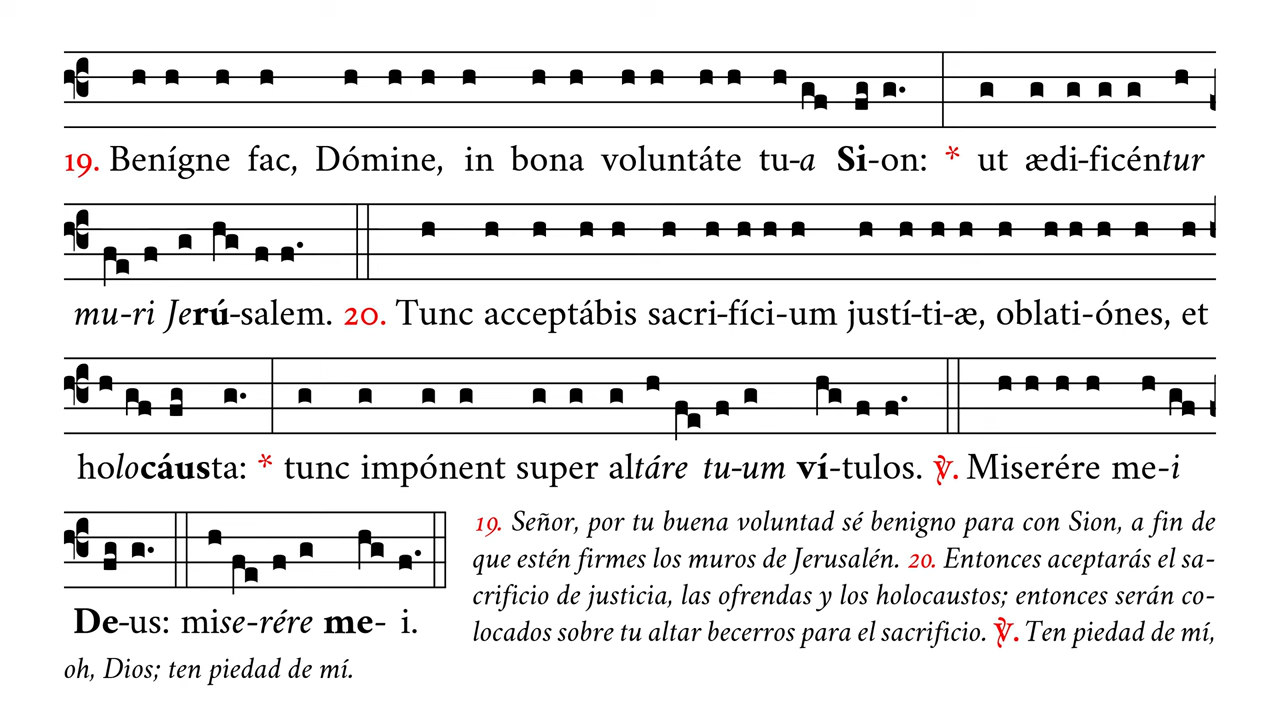 19. Benígne fac, Dómine, in bona voluntáte tu-a Si-on: * ut ædi-ficéntur
mu-ri Jerú-salem. 20. Tunc acceptábis sacri-fíci-um justí-ti-æ, oblati-ónes, et
holocáusta: * tunc impónent super altáre tu-um ví-tulos. ℣. Miserére me-i
De-us: mise-rére me- i.
19. Señor, por tu buena voluntad sé benigno para con Sion, a fin de
que estén firmes los muros de Jerusalén. 20. Entonces aceptarás el sa-
crificio de justicia, las ofrendas y los holocaustos; entonces serán co-
locados sobre tu altar becerros para el sacrificio. ℣. Ten piedad de mí,
oh, Dios; ten piedad de mí.